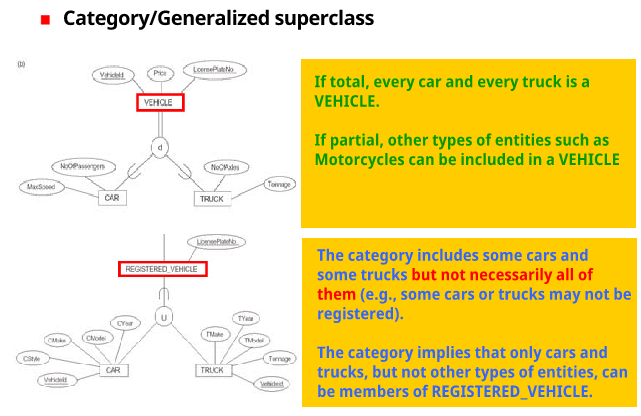 Category/Generalized superclass
(b)
VehicleId
Price
LicensePlateNo
VEHICLE
d
NoOfPassengers
NoOfAxles
MaxSpeed
Tonnage
CAR
TRUCK
If total, every car and every truck is a
VEHICLE.
If partial, other types of entities such as
Motorcycles can be included in a VEHICLE
LicensePlateNo
REGISTERED_VEHICLE
U
CYear
TYear
CModel
TMake
CMake
TModel
CStyle
Tonnage
CAR
TRUCK
VehicleId
VehicleId
The category includes some cars and
some trucks but not necessarily all of
them (e.g., some cars or trucks may not be
registered).
The category implies that only cars and
trucks, but not other types of entities, can
be members of REGISTERED_VEHICLE.